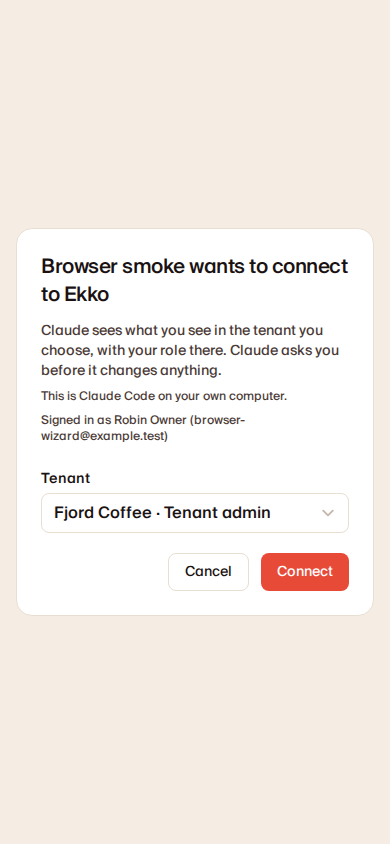 Browser smoke wants to connect
to Ekko
Claude sees what you see in the tenant you
choose, with your role there. Claude asks you
before it changes anything.
This is Claude Code on your own computer.
Signed in as Robin Owner (browser-
wizard@example.test)
Tenant
Fjord Coffee · Tenant admin
Cancel
Connect